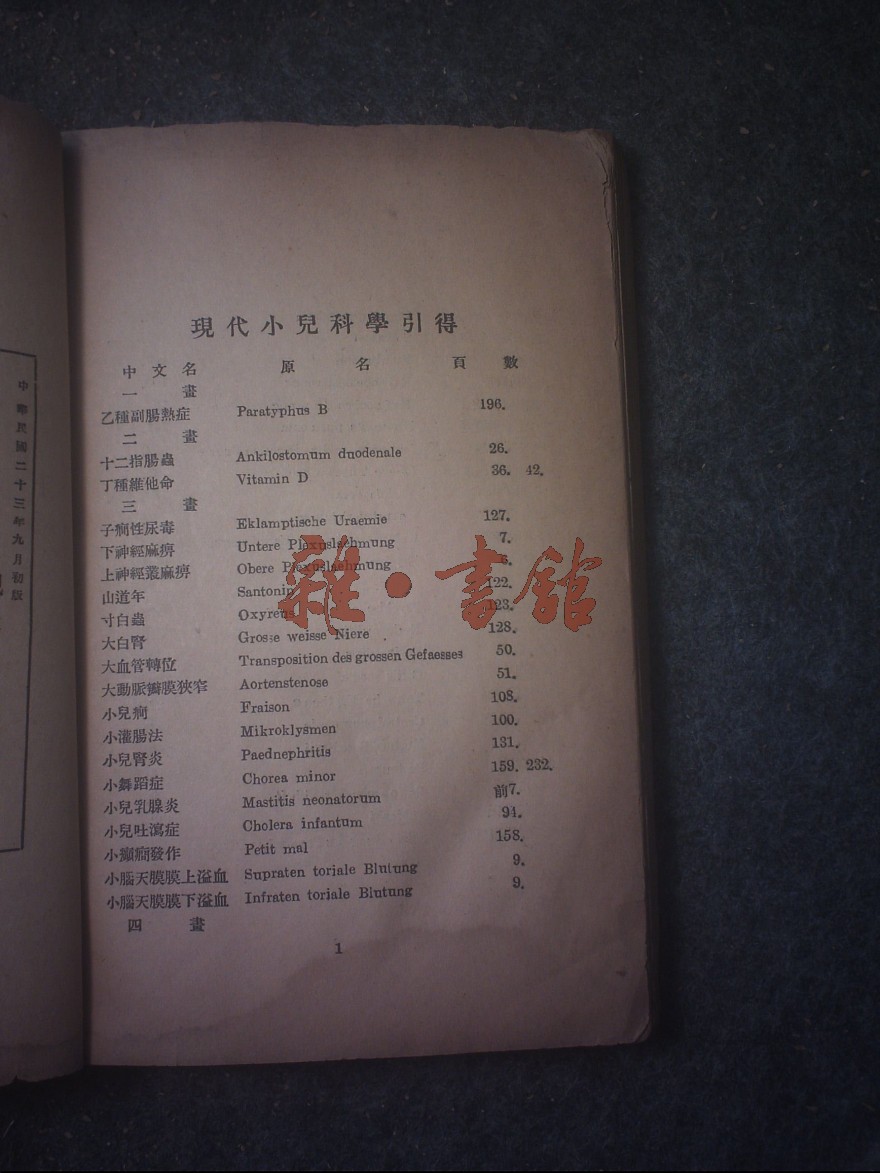 現代小兒科學引得
中文名 原名 頁數
一畫
乙種副腸熱症 Paratyphus B 196.
二畫
十二指腸蟲 Ankilostomum duodenale 26.
丁種維他命 Vitamin D 36. 42.
三畫
子癇性尿毒 Eklamptische Uraemie 127.
下神經麻痹 Untere Plexuslaehmung 7.
上神經叢麻痹 Obere Plexuslaehmung 6.
山道年 Santonin 122.
寸白蟲 Oxyreus 123.
大白腎 Grosse weisse Niere 128.
大血管轉位 Transposition des grossen Gefaesses 50.
大動脈瓣膜狹窄 Aortenstenose 51.
小兒癇 Fraison 108.
小灌腸法 Mikroklysmen 100.
小兒腎炎 Paednephritis 131.
小舞蹈症 Chorea minor 159. 232.
小兒乳腺炎 Mastitis neonatorum 前7.
小兒吐瀉症 Cholera infantum 94.
小癲癇發作 Petit mal 158.
小腦天膜膜上溢血 Supraten toriale Blutung 9.
小腦天膜膜下溢血 Infraten toriale Blutung 9.
四畫
1
中華民國二十三年九月初版
雜·書館